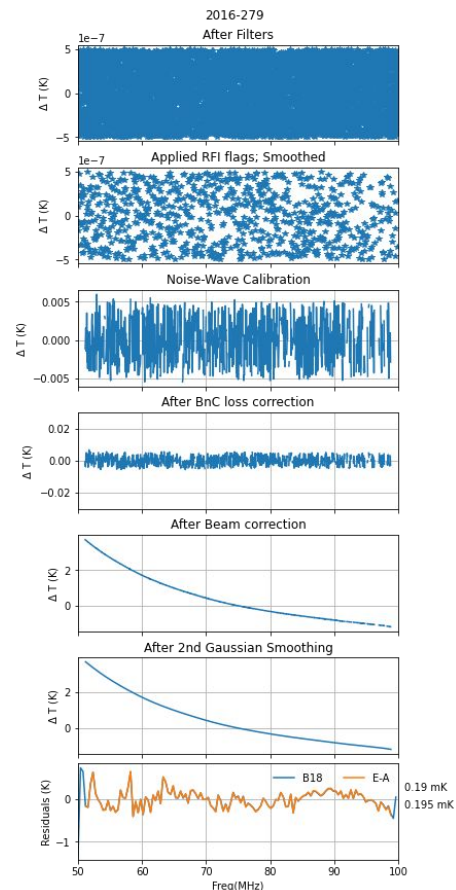 2016-279
After Filters
1e−7
5
0
−5
Δ T (K)
Applied RFI flags; Smoothed
1e−7
5
0
−5
Δ T (K)
Noise-Wave Calibration
0.005
0.000
−0.005
Δ T (K)
After BnC loss correction
0.02
0.00
−0.02
Δ T (K)
After Beam correction
2
0
Δ T (K)
After 2nd Gaussian Smoothing
2
0
Δ T (K)
B18 E-A
0.19 mK
0.195 mK
0
−1
Residuals (K)
50 60 70 80 90 100
Freq(MHz)